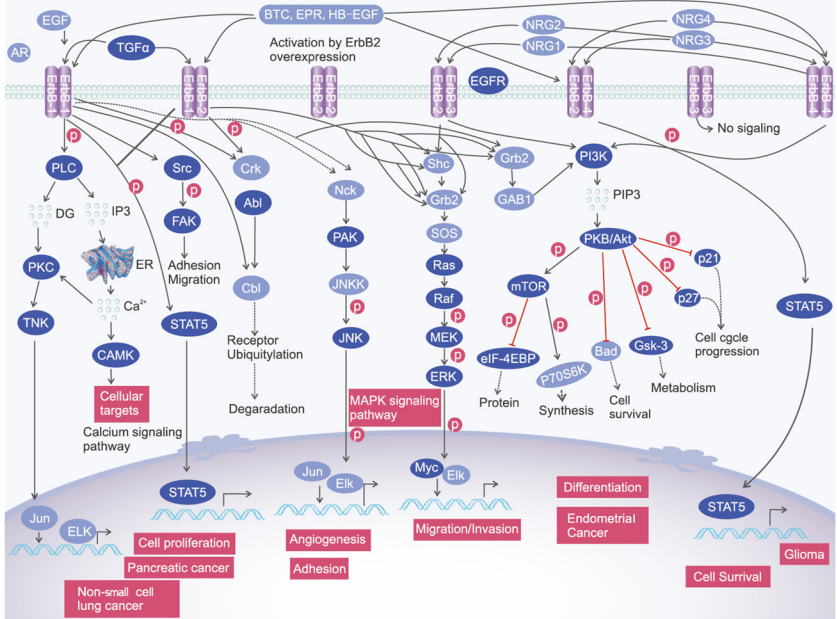 EGF
AR
TGFα
BTC, EPR, HB-EGF
Activation by ErbB2
overexpression
NRG2
NRG1
NRG4
NRG3
EGFR
ErbB-1
ErbB-1
ErbB-1
ErbB-2
ErbB-2
ErbB-2
ErbB-2
ErbB-3
ErbB-2
ErbB-4
ErbB-3
ErbB-3
ErbB-4
ErbB-4
No sigaling
p
p
p
p
p
PLC
Src
Crk
Shc
Grb2
PI3K
DG
IP3
p
FAK
Abl
Nck
Grb2
GAB1
PIP3
PKC
ER
Adhesion
Migration
PAK
SOS
PKB/Akt
p
p
p
p21
Cbl
JNKK
Ras
mTOR
p
p
p27
Ca²⁺
TNK
STAT5
p
Raf
p
p
STAT5
Receptor
Ubiquitylation
JNK
MEK
p
Cell cgcle
progression
CAMK
ERK
p
eIF-4EBP
Bad
Gsk-3
P70S6K
Metabolism
Cellular
targets
Degaradation
MAPK signaling
pathway
Protein
Synthesis
Cell
survival
Calcium signaling
pathway
p
p
Jun
Elk
Myc
Elk
STAT5
Differentiation
STAT5
Jun
ELK
Endometrial
Cancer
Cell proliferation
Angiogenesis
Migration/Invasion
Glioma
Pancreatic cancer
Adhesion
Cell Surrival
Non-small cell
lung cancer